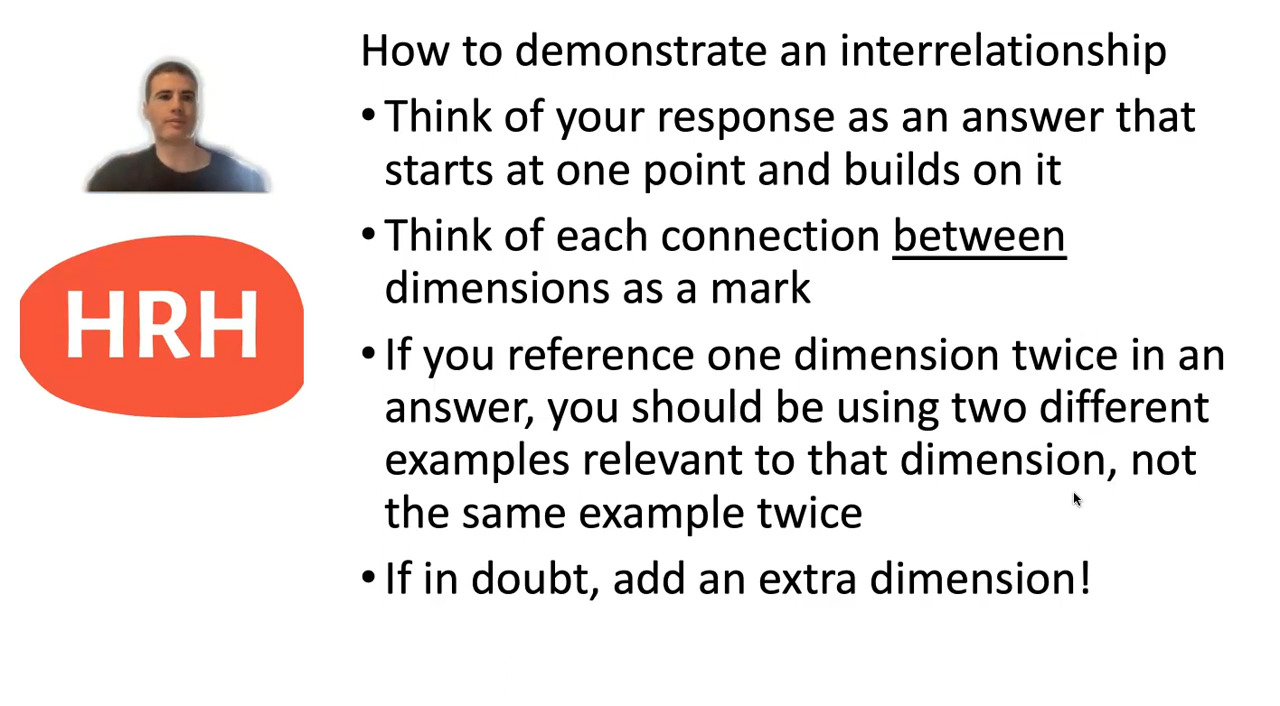 How to demonstrate an interrelationship
•Think of your response as an answer that
starts at one point and builds on it
•Think of each connection between
dimensions as a mark
HRH
•If you reference one dimension twice in an
answer, you should be using two different
examples relevant to that dimension, not
the same example twice
•If in doubt, add an extra dimension!